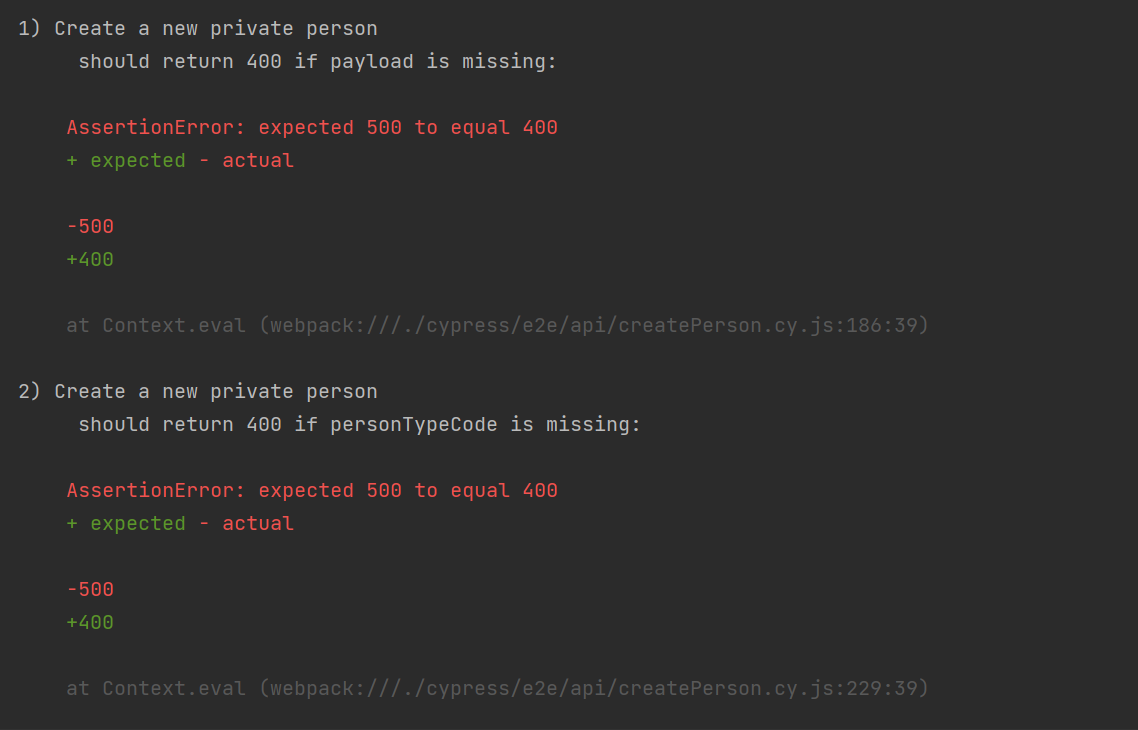 1) Create a new private person
should return 400 if payload is missing:
AssertionError: expected 500 to equal 400
+ expected - actual
-500
+400
at Context.eval (webpack:///./cypress/e2e/api/createPerson.cy.js:186:39)
2) Create a new private person
should return 400 if personTypeCode is missing:
AssertionError: expected 500 to equal 400
+ expected - actual
-500
+400
at Context.eval (webpack:///./cypress/e2e/api/createPerson.cy.js:229:39)